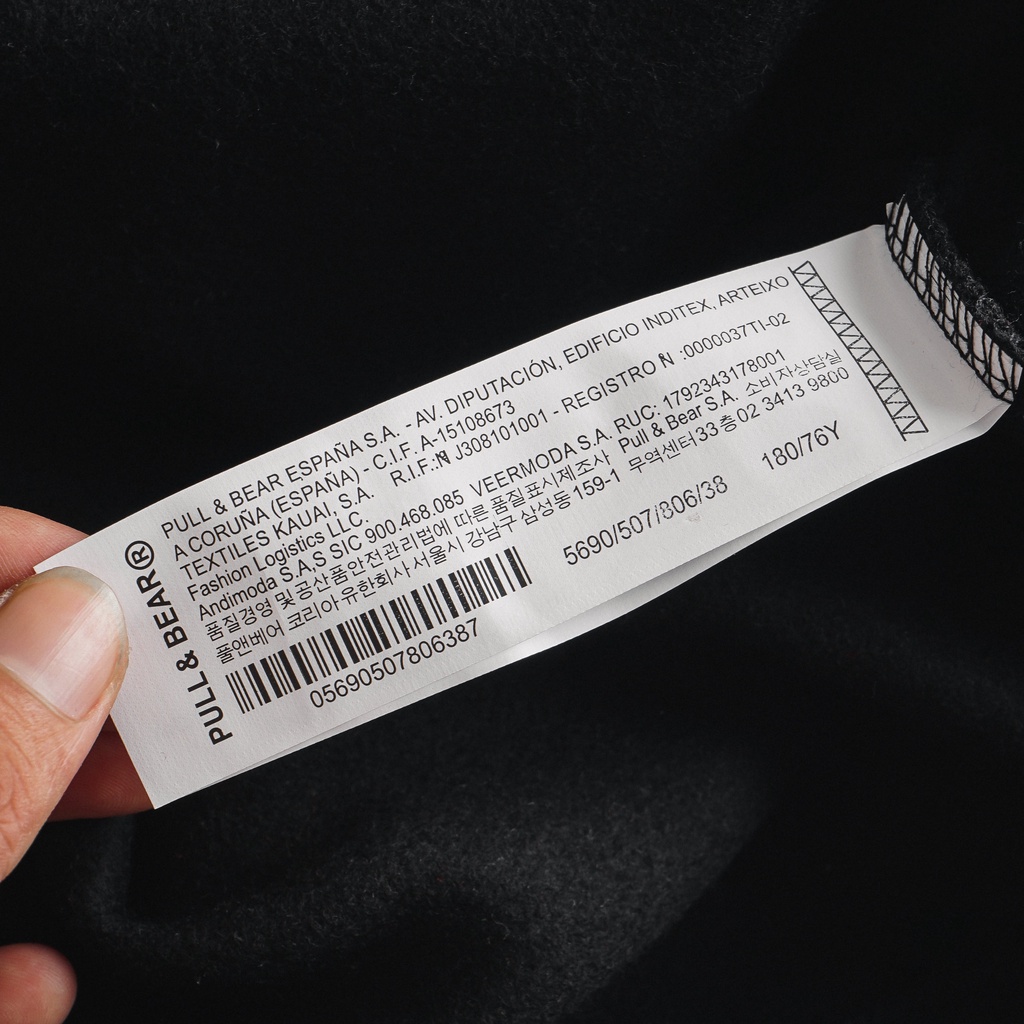 PULL & BEAR®
PULL & BEAR ESPAÑA S.A. - AV. DIPUTACIÓN, EDIFICIO INDITEX, ARTEIXO
A CORUÑA (ESPAÑA) - C.I.F. A-15108673
TEXTILES KAUAI, S.A. R.I.F.:N J308101001 - REGISTRO N :0000037TI-02
Fashion Logistics LLC.
Andimoda S.A.S SIC 900.468.085 VEERMODA S.A. RUC: 1792343178001
품질경영 및 공산품안전관리법에 따른 품질표시제조사 Pull & Bear S.A. 소비자상담실
풀앤베어 코리아 유한회사 서울시 강남구 삼성동 159-1 무역센터 33층 02 3413 9800
05690507806387
5690/507/806/38
180/76Y